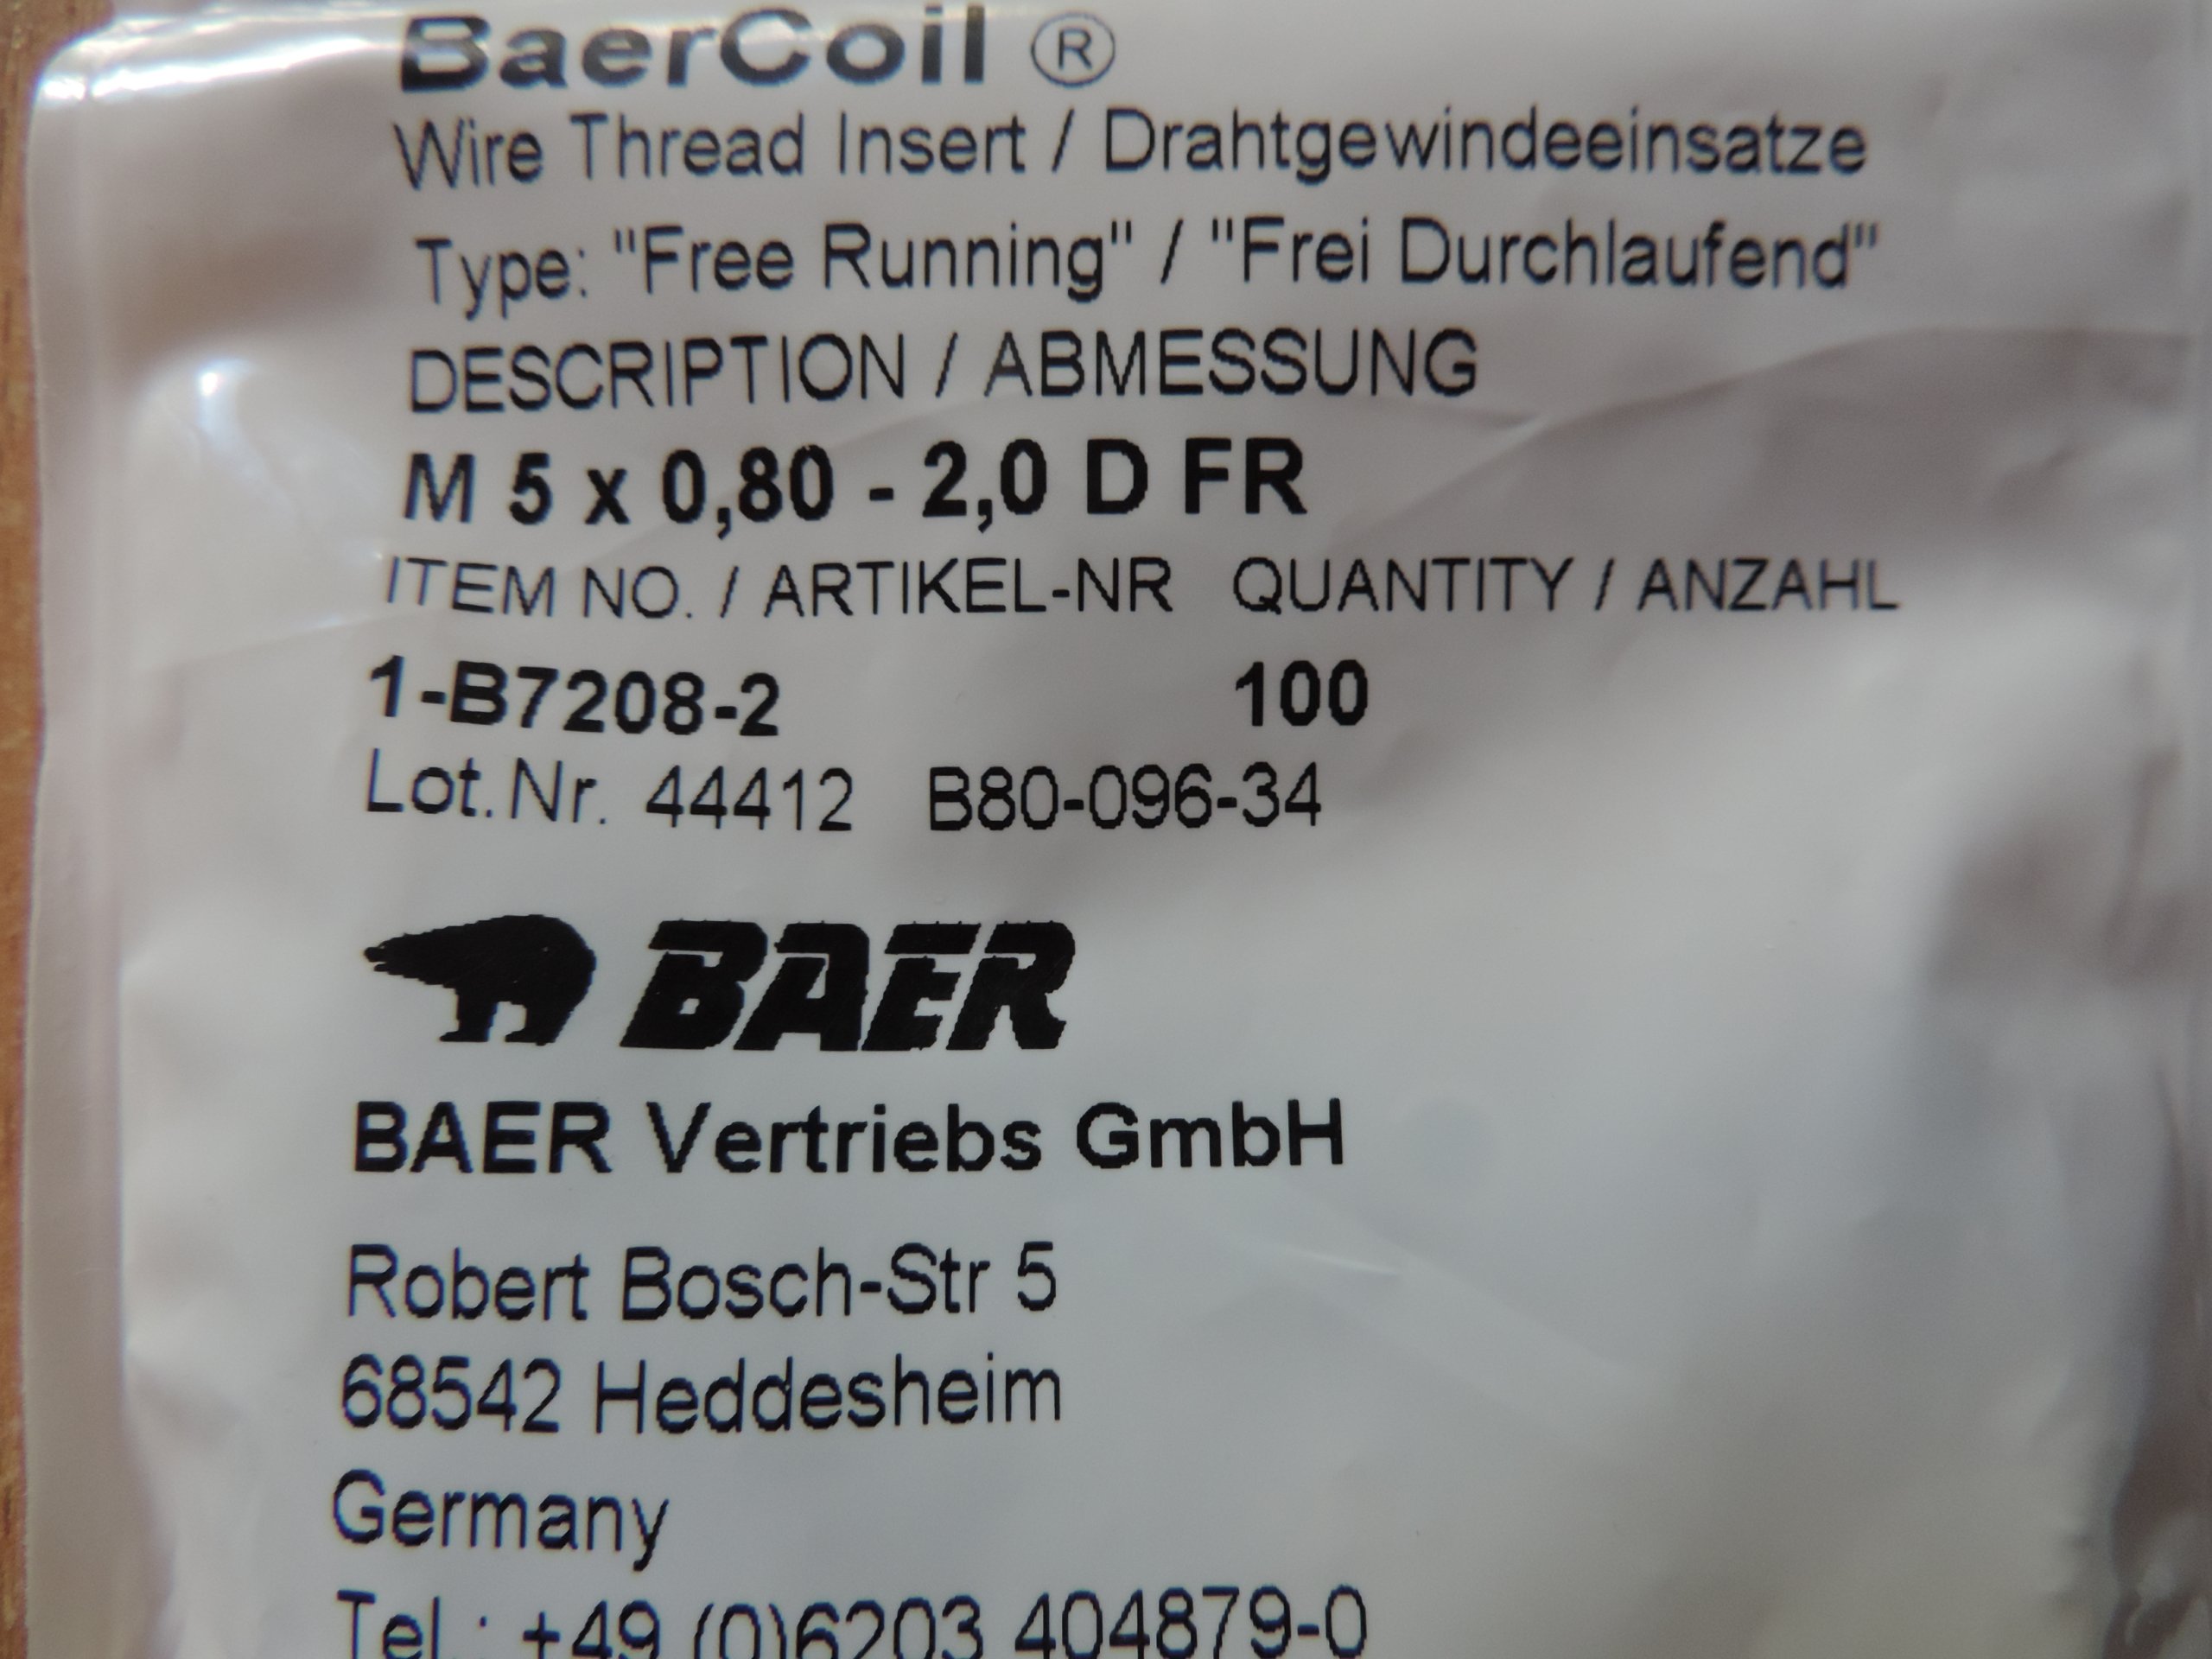 BaerCoil ®
Wire Thread Insert / Drahtgewindeeinsatze
Type: "Free Running" / "Frei Durchlaufend"
DESCRIPTION / ABMESSUNG
M 5 x 0,80 - 2,0 D FR
ITEM NO. / ARTIKEL-NR QUANTITY / ANZAHL
1-B7208-2 100
Lot.Nr. 44412 B80-096-34
BAER
BAER Vertriebs GmbH
Robert Bosch-Str 5
68542 Heddesheim
Germany
Tel.: +49 (0)6203 404879-0